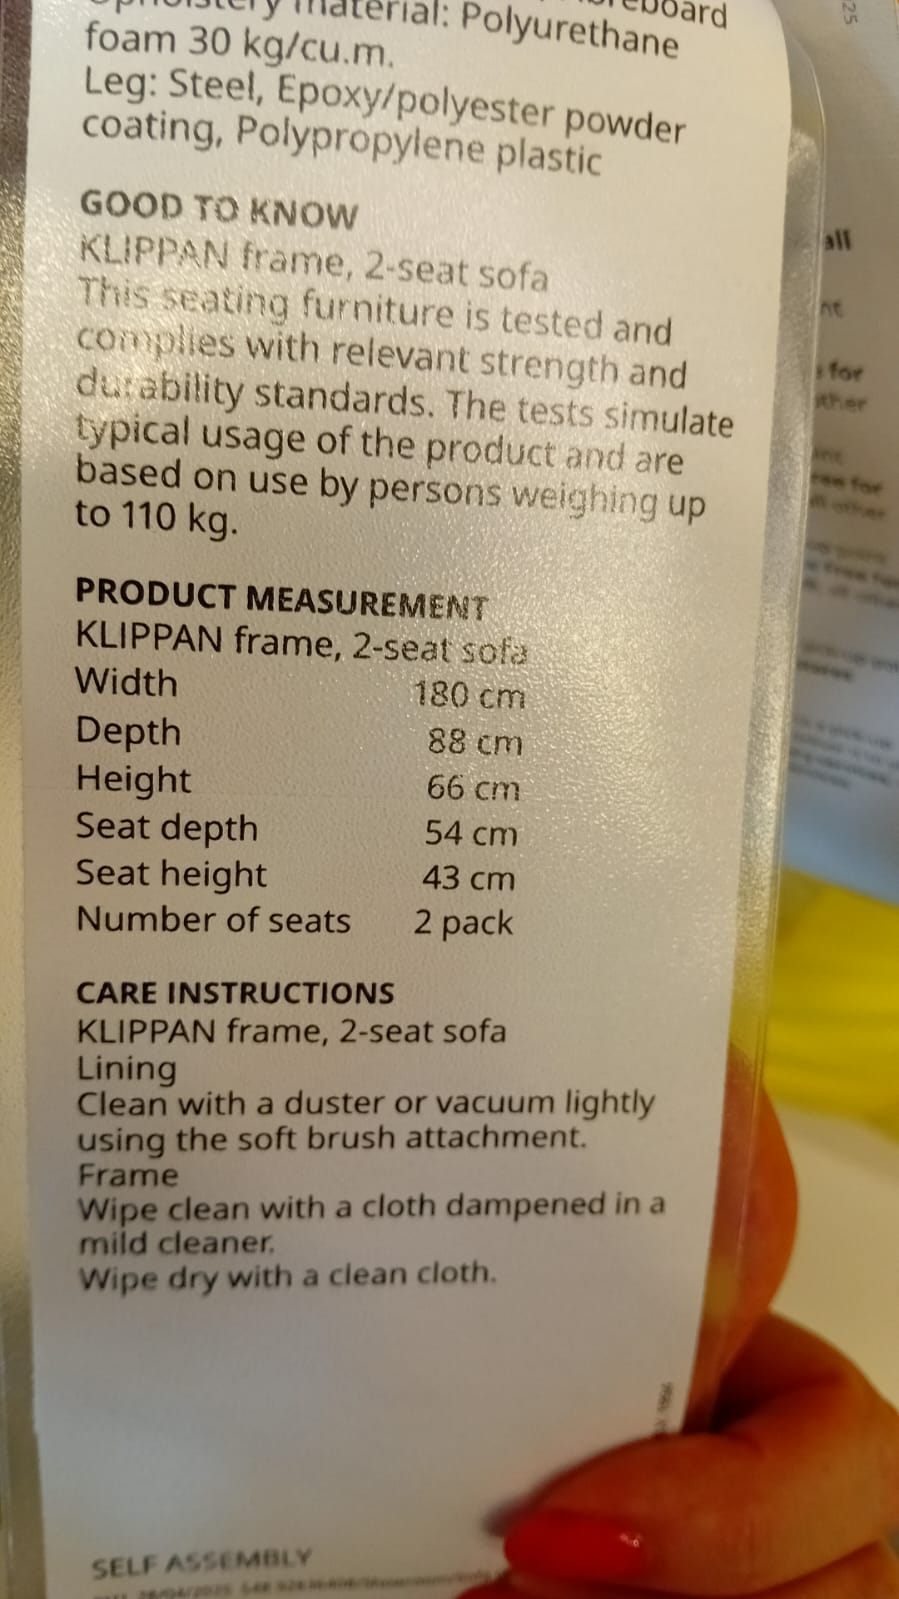 Upholstery material: Polyurethane
foam 30 kg/cu.m.
Leg: Steel, Epoxy/polyester powder
coating, Polypropylene plastic
GOOD TO KNOW
KLIPPAN frame, 2-seat sofa
This seating furniture is tested and
complies with relevant strength and
durability standards. The tests simulate
typical usage of the product and are
based on use by persons weighing up
to 110 kg.
PRODUCT MEASUREMENT
KLIPPAN frame, 2-seat sofa
Width 180 cm
Depth 88 cm
Height 66 cm
Seat depth 54 cm
Seat height 43 cm
Number of seats 2 pack
CARE INSTRUCTIONS
KLIPPAN frame, 2-seat sofa
Lining
Clean with a duster or vacuum lightly
using the soft brush attachment.
Frame
Wipe clean with a cloth dampened in a
mild cleaner.
Wipe dry with a clean cloth.
SELF ASSEMBLY
25
all
for